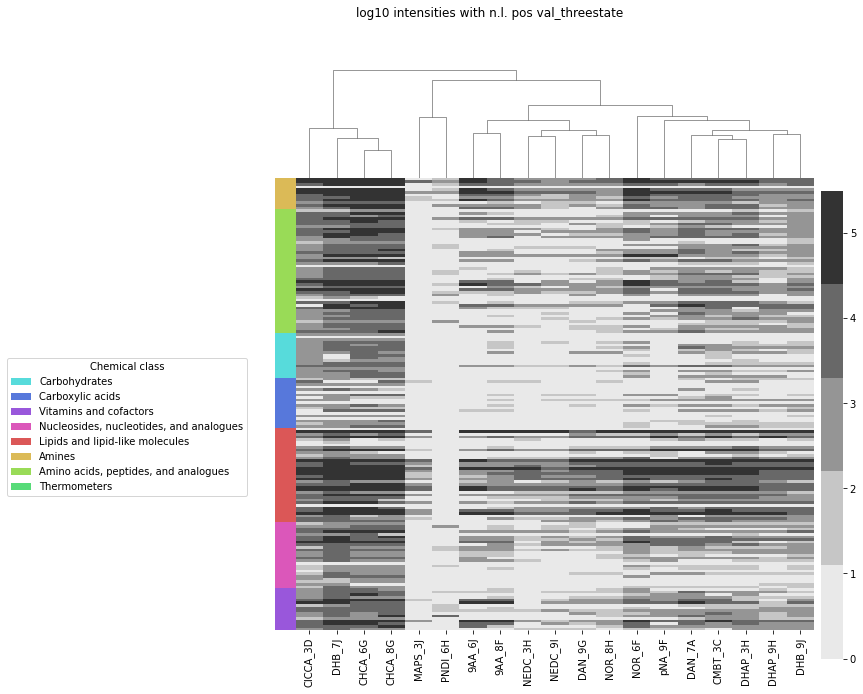 log10 intensities with n.l. pos val_threestate
5
4
3
2
1
0
Chemical class
Carbohydrates
Carboxylic acids
Vitamins and cofactors
Nucleosides, nucleotides, and analogues
Lipids and lipid-like molecules
Amines
Amino acids, peptides, and analogues
Thermometers
ClCCA_3D
DHB_7J
CHCA_6G
CHCA_8G
MAPS_3J
PNDI_6H
9AA_6J
9AA_8F
NEDC_3H
NEDC_9I
DAN_9G
NOR_8H
NOR_6F
pNA_9F
DAN_7A
CMBT_3C
DHAP_3H
DHAP_9H
DHB_9J